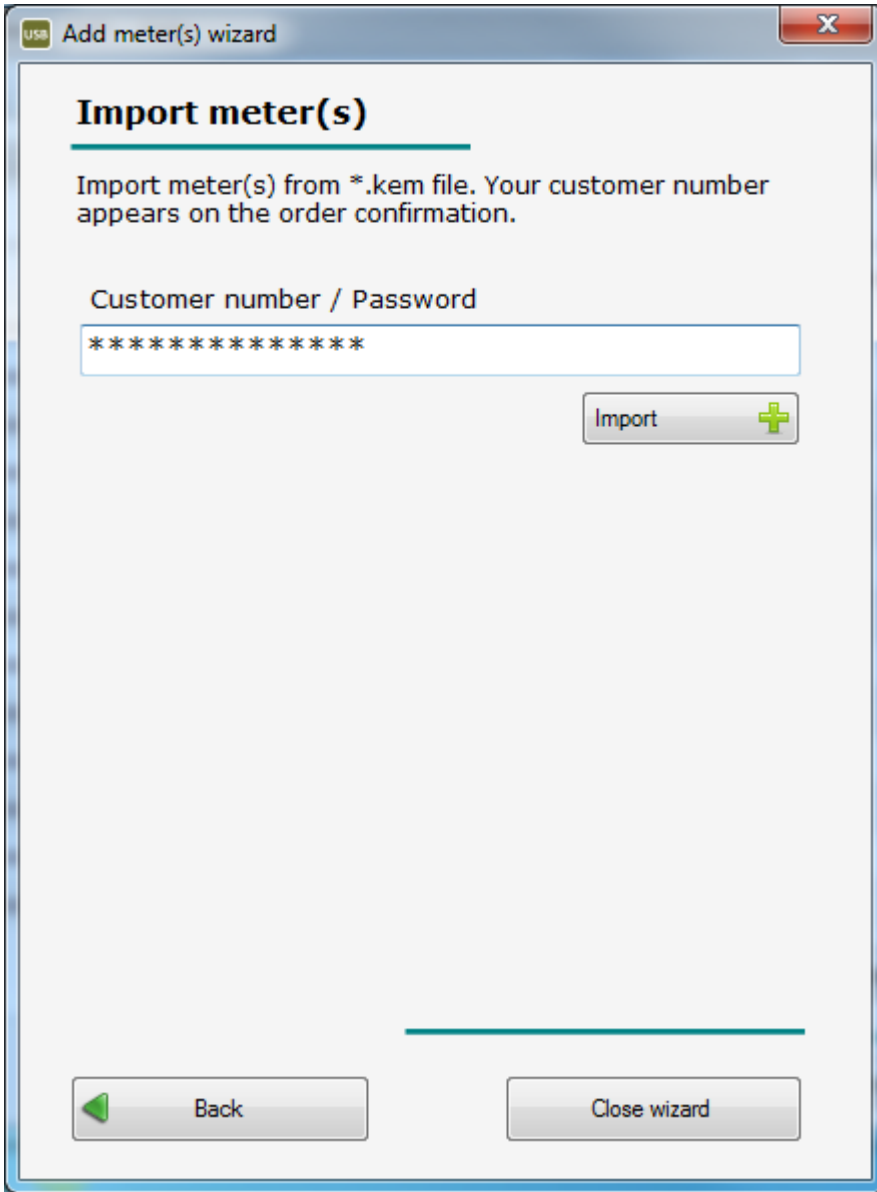 USB Add meter(s) wizard
Import meter(s)
Import meter(s) from *.kem file. Your customer number
appears on the order confirmation.
Customer number / Password
**************
Import
Back
Close wizard